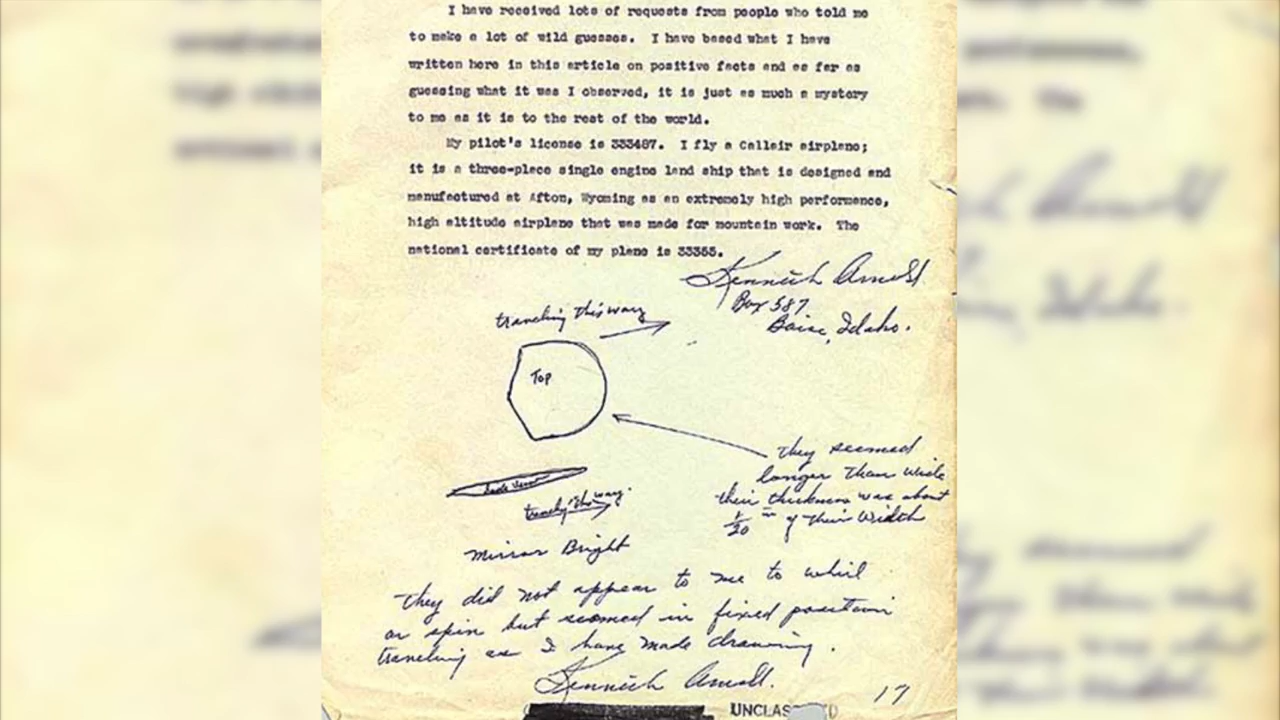 I have received lots of requests from people who told me
to make a lot of wild guesses. I have based what I have
written here in this article on positive facts and as far as
guessing what it was I observed, it is just as much a mystery
to me as it is to the rest of the world.
My pilot's license is 333487. I fly a Callair airplane;
it is a three-place single engine land ship that is designed and
manufactured at Afton, Wyoming as an extremely high performance,
high altitude airplane that was made for mountain work. The
national certificate of my plane is 33355.
Kenneth Arnold
Box 587
Boise, Idaho.
traveling this way
Top
they seemed
longer than wide
their thickness was about
1/20 th of their width
Side view
traveling this way.
Mirror Bright
they did not appear to me to whirl
or spin but seemed in fixed position
traveling as I have made drawing.
Kenneth Arnold.
17
UNCLAS